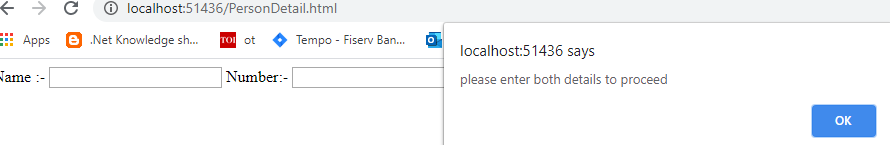 localhost:51436/PersonDetail.html
Apps .Net Knowledge sh... TOI ot Tempo - Fiserv Ban...
localhost:51436 says
please enter both details to proceed
Name :- Number:-
OK